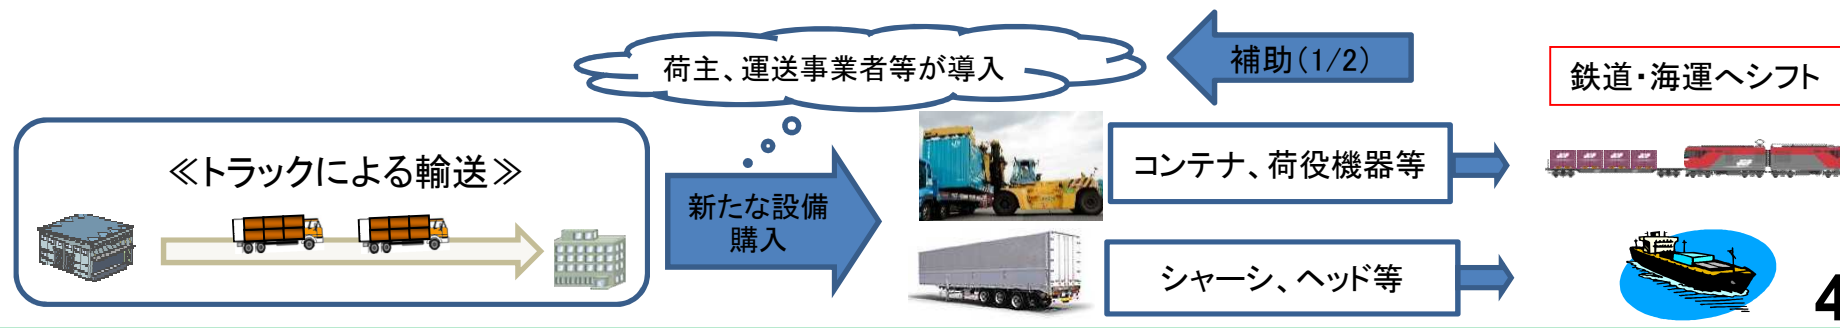 荷主、運送事業者等が導入
補助(1/2)
鉄道・海運へシフト
≪トラックによる輸送≫
新たな設備
購入
コンテナ、荷役機器等
シャーシ、ヘッド等
4